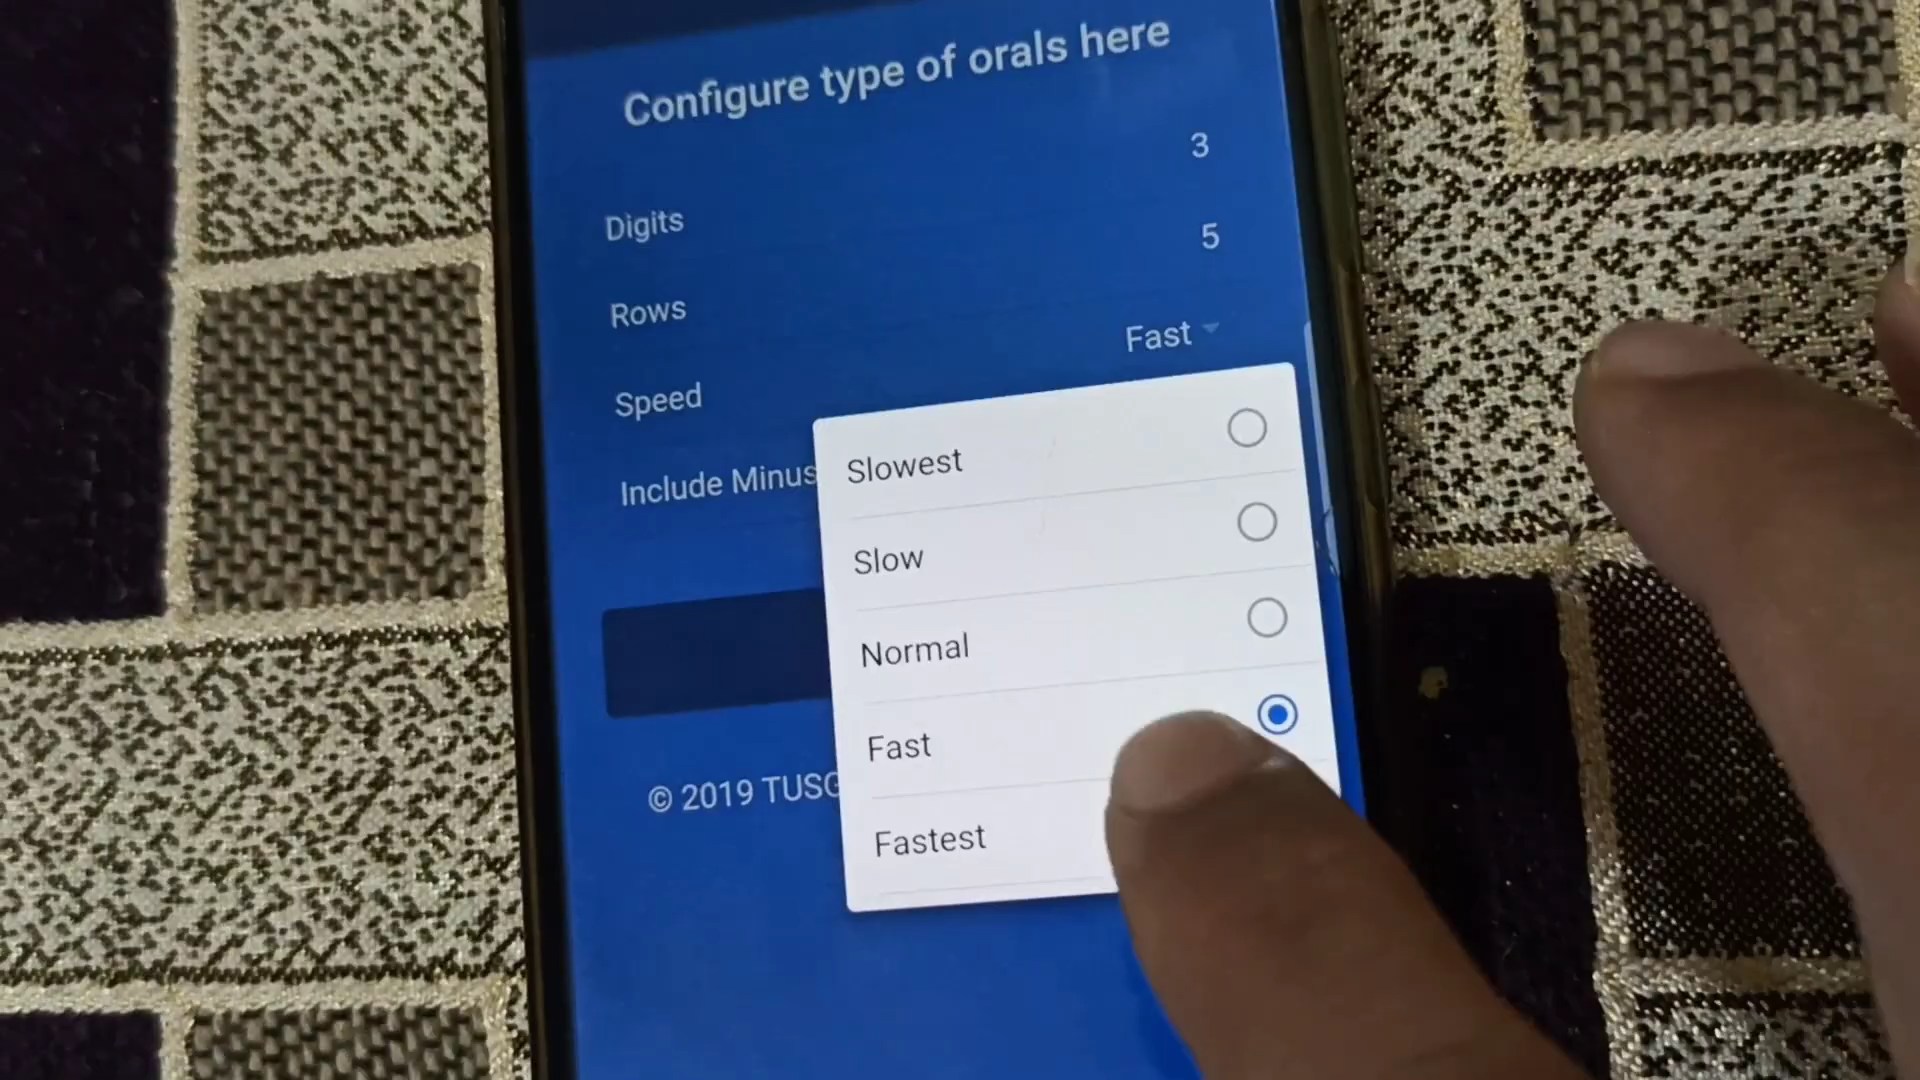 Configure type of orals here
3
Digits
5
Rows
Fast
Speed
Include Minus
Slowest
Slow
Normal
Fast
Fastest
© 2019 TUSG